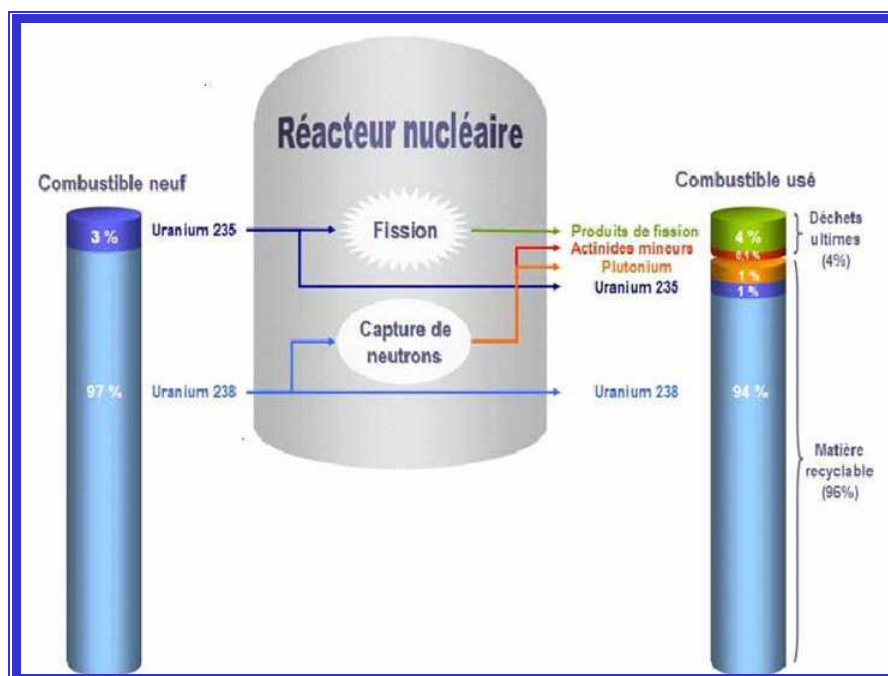 Réacteur nucléaire
Combustible neuf
Combustible usé
3 %
Uranium 235
Fission
Produits de fission
Actinides mineurs
Plutonium
Uranium 235
4 %
0,1 %
1 %
1 %
Déchets
ultimes
(4%)
Capture de
neutrons
97 %
Uranium 238
Uranium 238
94 %
Matière
recyclable
(96%)